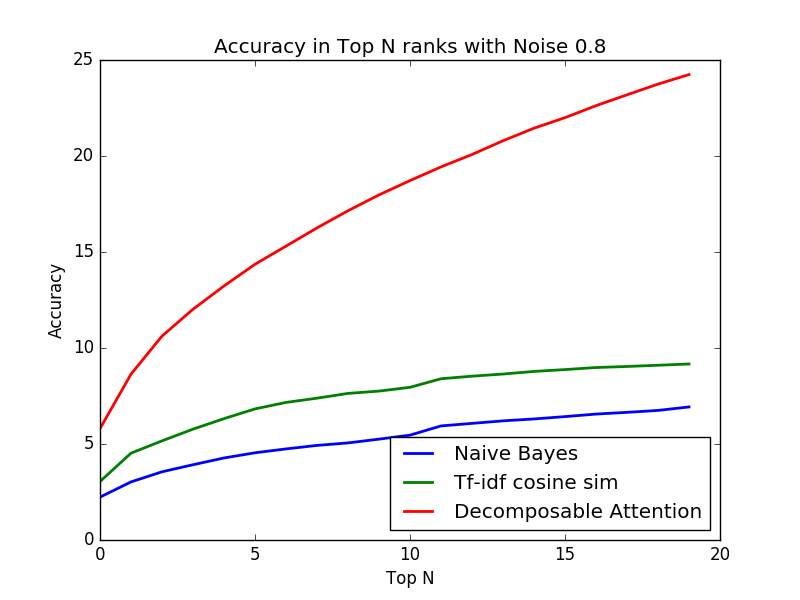 Accuracy in Top N ranks with Noise 0.8
25
20
15
10
5
0
Accuracy
0 5 10 15 20
Top N
Naive Bayes
Tf-idf cosine sim
Decomposable Attention